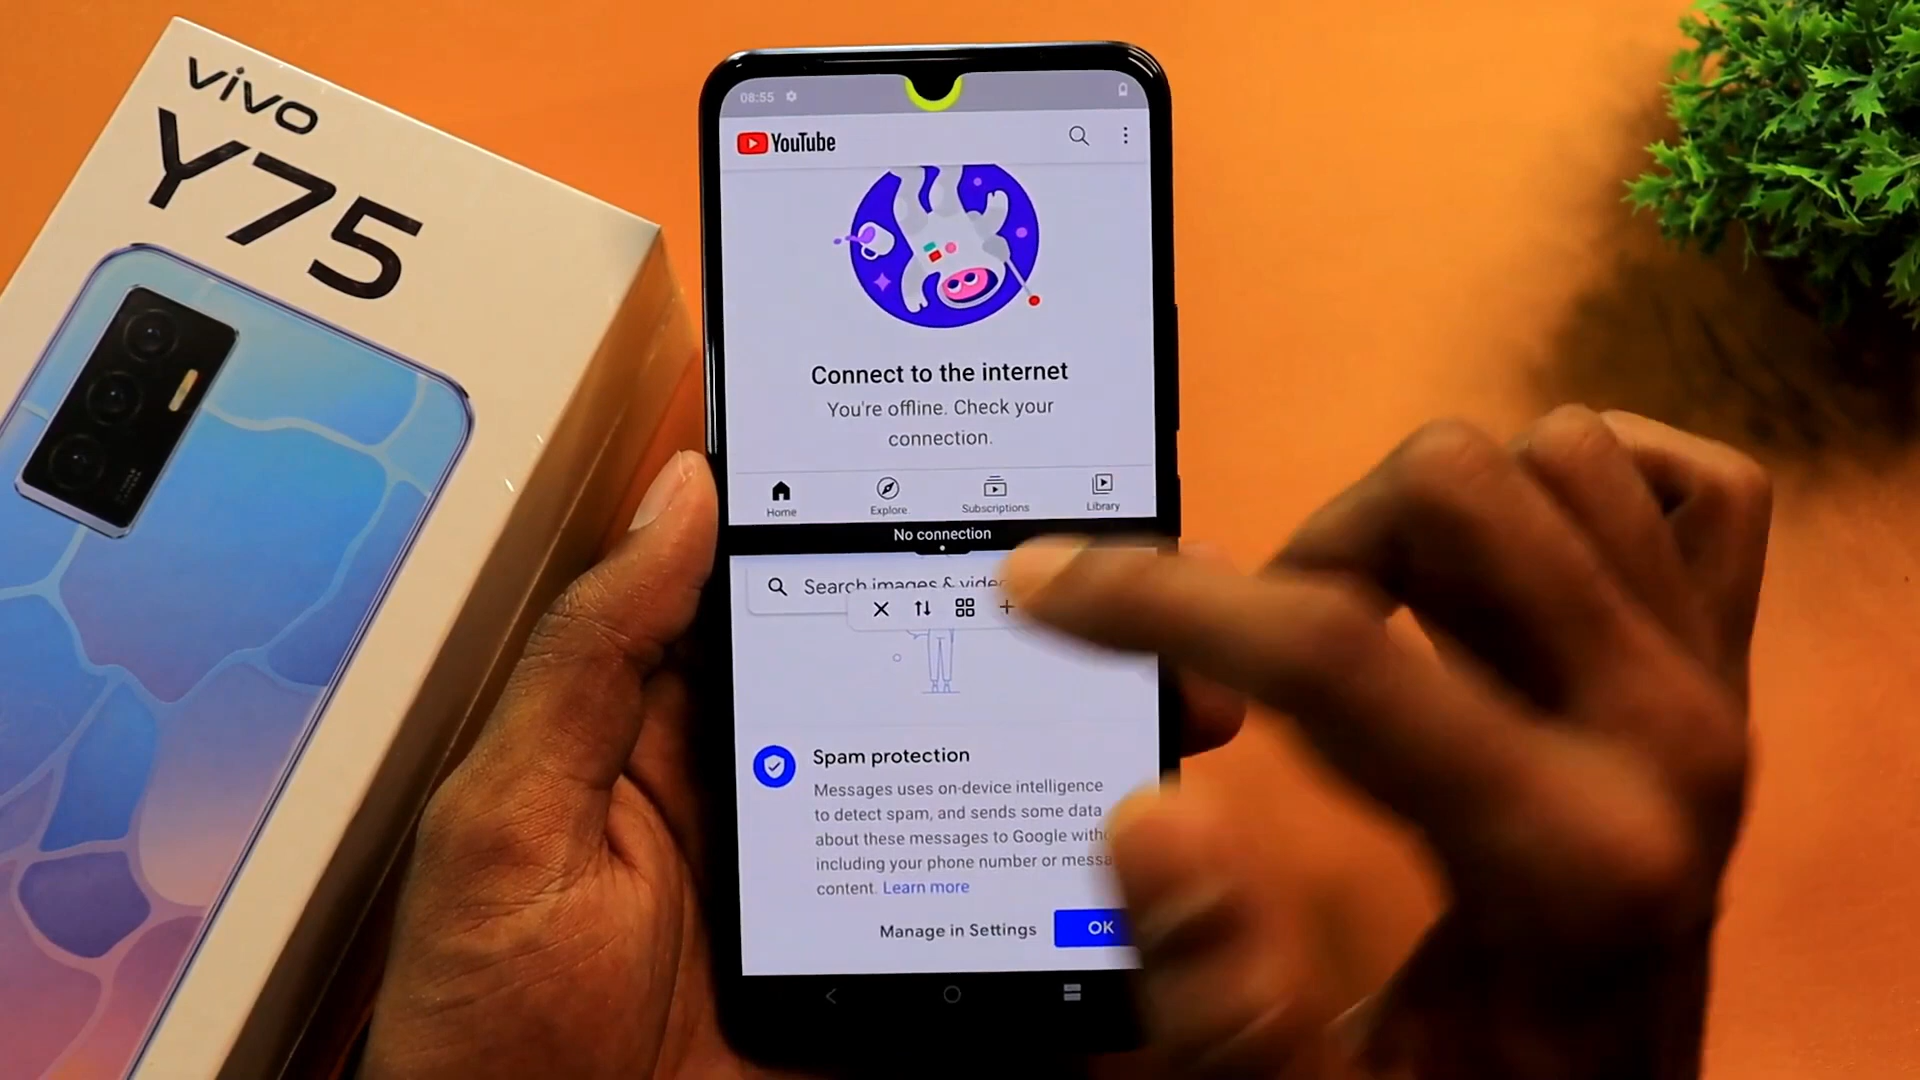 vivo
Y75
08:55
YouTube
Connect to the internet
You're offline. Check your
connection.
Home
Explore
Subscriptions
Library
No connection
Search images &
Spam protection
Messages uses on-device intelligence
to detect spam, and sends some data
about these messages to Google
including your phone number or
content. Learn more
Manage in Settings
OK